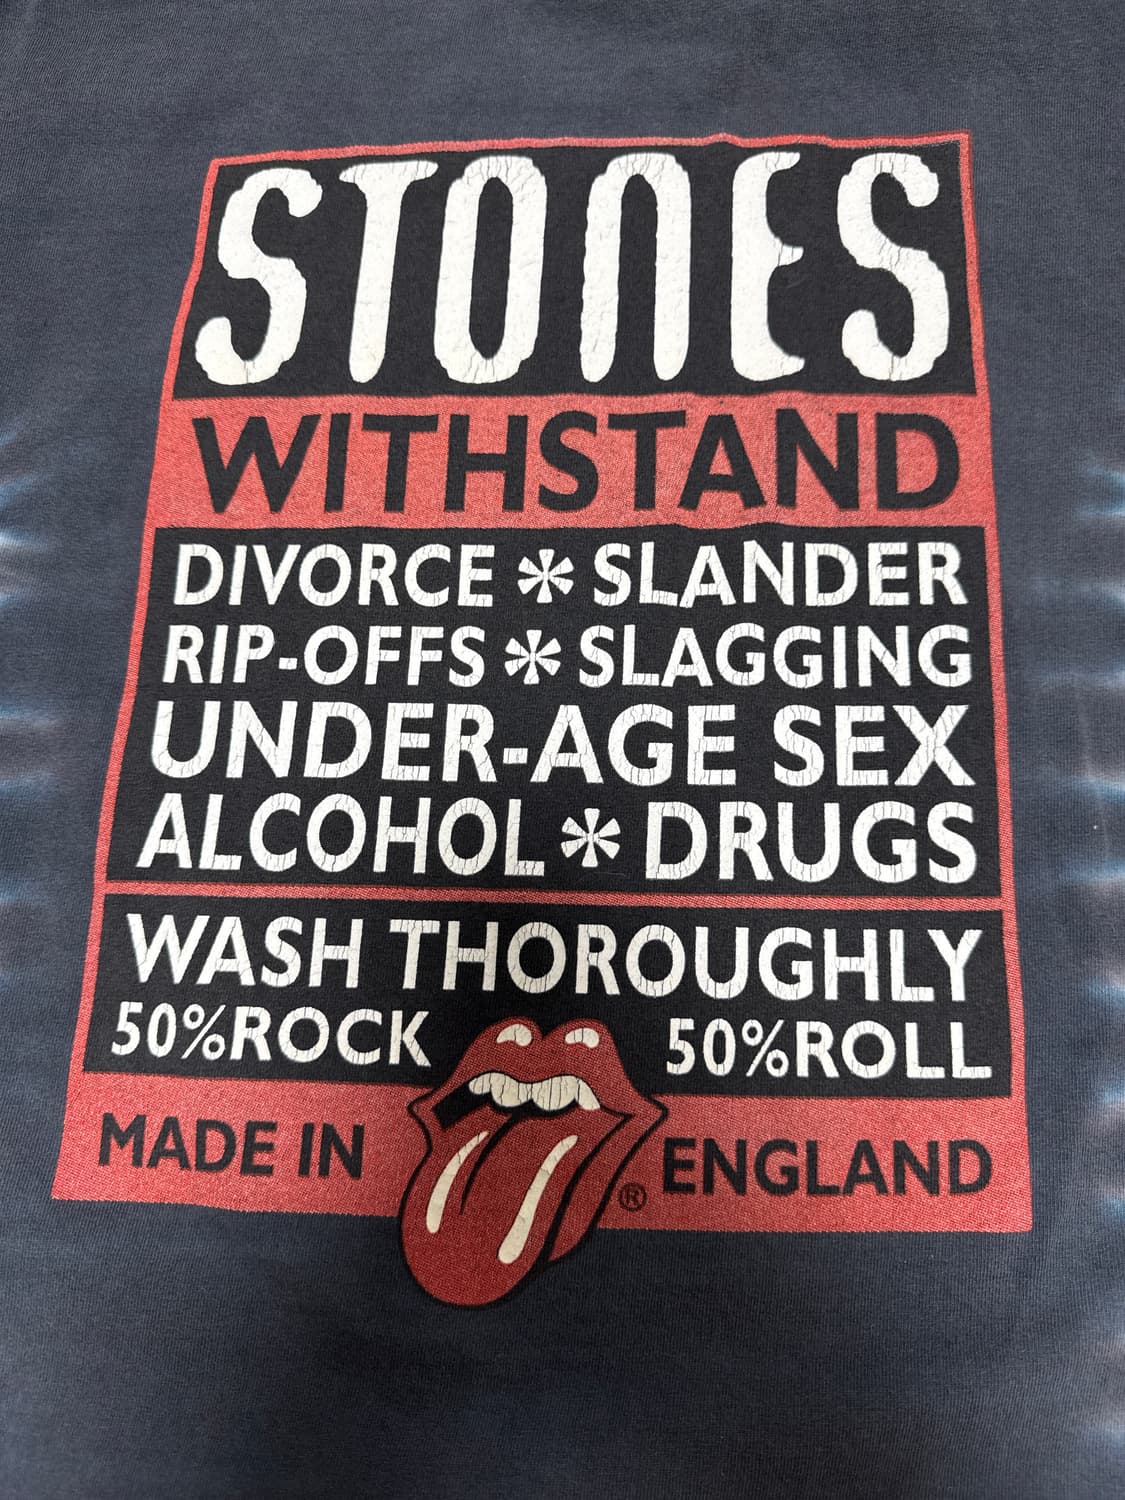 STONES
WITHSTAND
DIVORCE * SLANDER
RIP-OFFS * SLAGGING
UNDER-AGE SEX
ALCOHOL * DRUGS
WASH THOROUGHLY
50%ROCK 50%ROLL
MADE IN ® ENGLAND